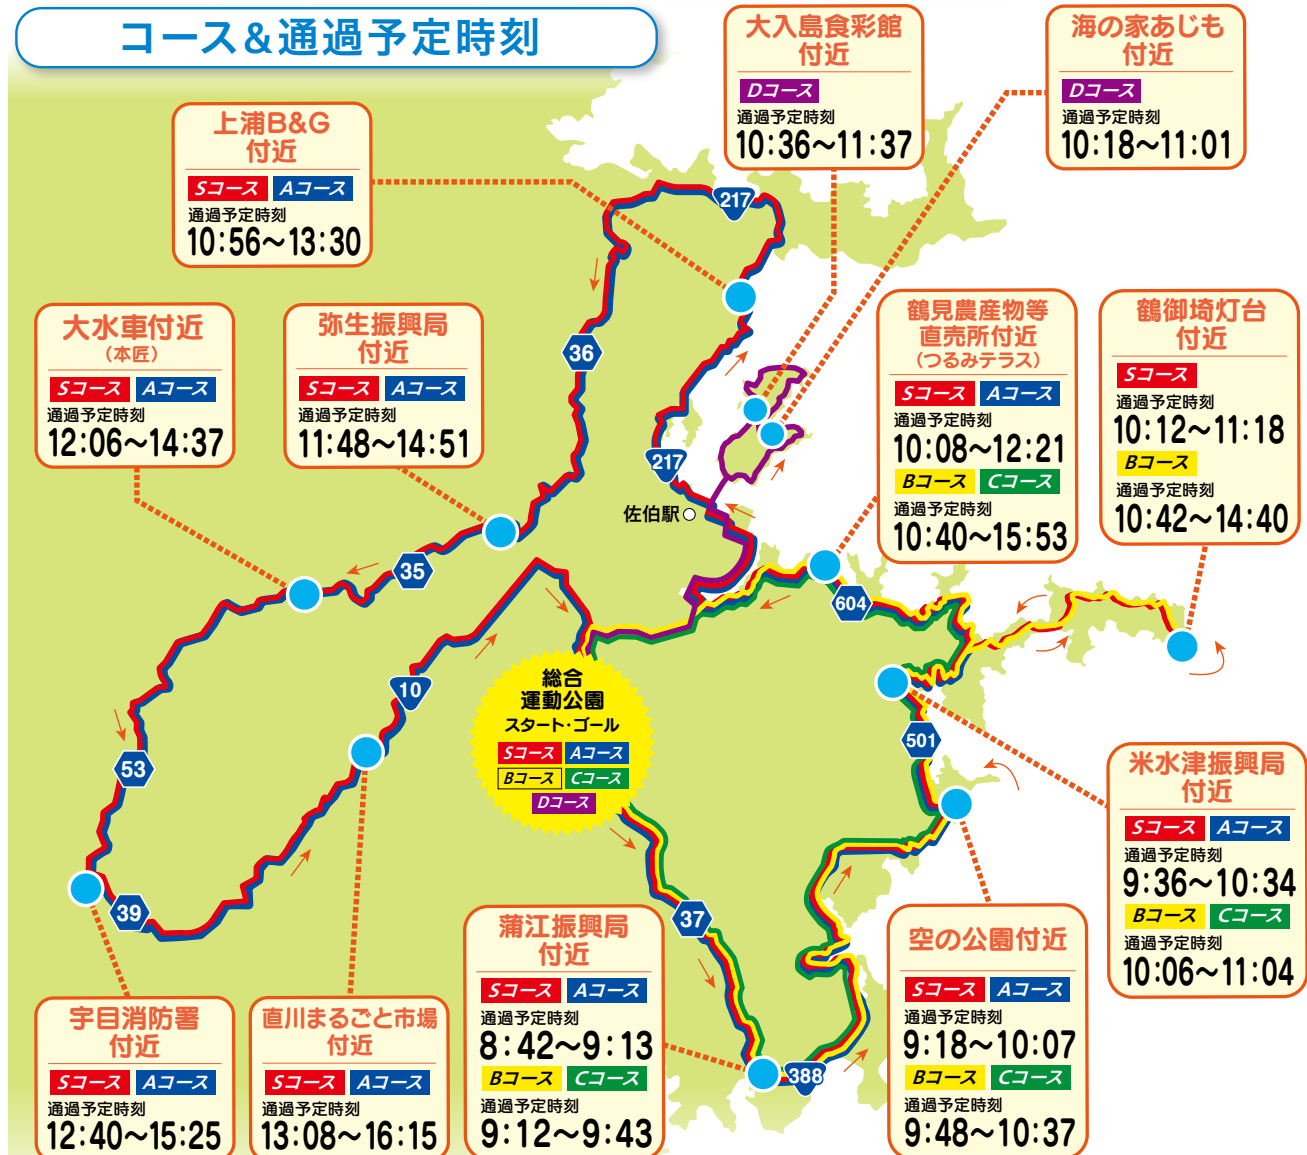 コース&通過予定時刻
大入島食彩館
付近
Dコース
通過予定時刻
10:36〜11:37
海の家あじも
付近
Dコース
通過予定時刻
10:18〜11:01
上浦B&G
付近
Sコース Aコース
通過予定時刻
10:56〜13:30
大水車付近
(本匠)
Sコース Aコース
通過予定時刻
12:06〜14:37
弥生振興局
付近
Sコース Aコース
通過予定時刻
11:48〜14:51
鶴見農産物等
直売所付近
(つるみテラス)
Sコース Aコース
通過予定時刻
10:08〜12:21
Bコース Cコース
通過予定時刻
10:40〜15:53
鶴御埼灯台
付近
Sコース
通過予定時刻
10:12〜11:18
Bコース
通過予定時刻
10:42〜14:40
217
36
217
佐伯駅
35
604
10
501
53
39
37
388
総合
運動公園
スタート・ゴール
Sコース Aコース
Bコース Cコース
Dコース
米水津振興局
付近
Sコース Aコース
通過予定時刻
9:36〜10:34
Bコース Cコース
通過予定時刻
10:06〜11:04
宇目消防署
付近
Sコース Aコース
通過予定時刻
12:40〜15:25
直川まるごと市場
付近
Sコース Aコース
通過予定時刻
13:08〜16:15
蒲江振興局
付近
Sコース Aコース
通過予定時刻
8:42〜9:13
Bコース Cコース
通過予定時刻
9:12〜9:43
空の公園付近
Sコース Aコース
通過予定時刻
9:18〜10:07
Bコース Cコース
通過予定時刻
9:48〜10:37